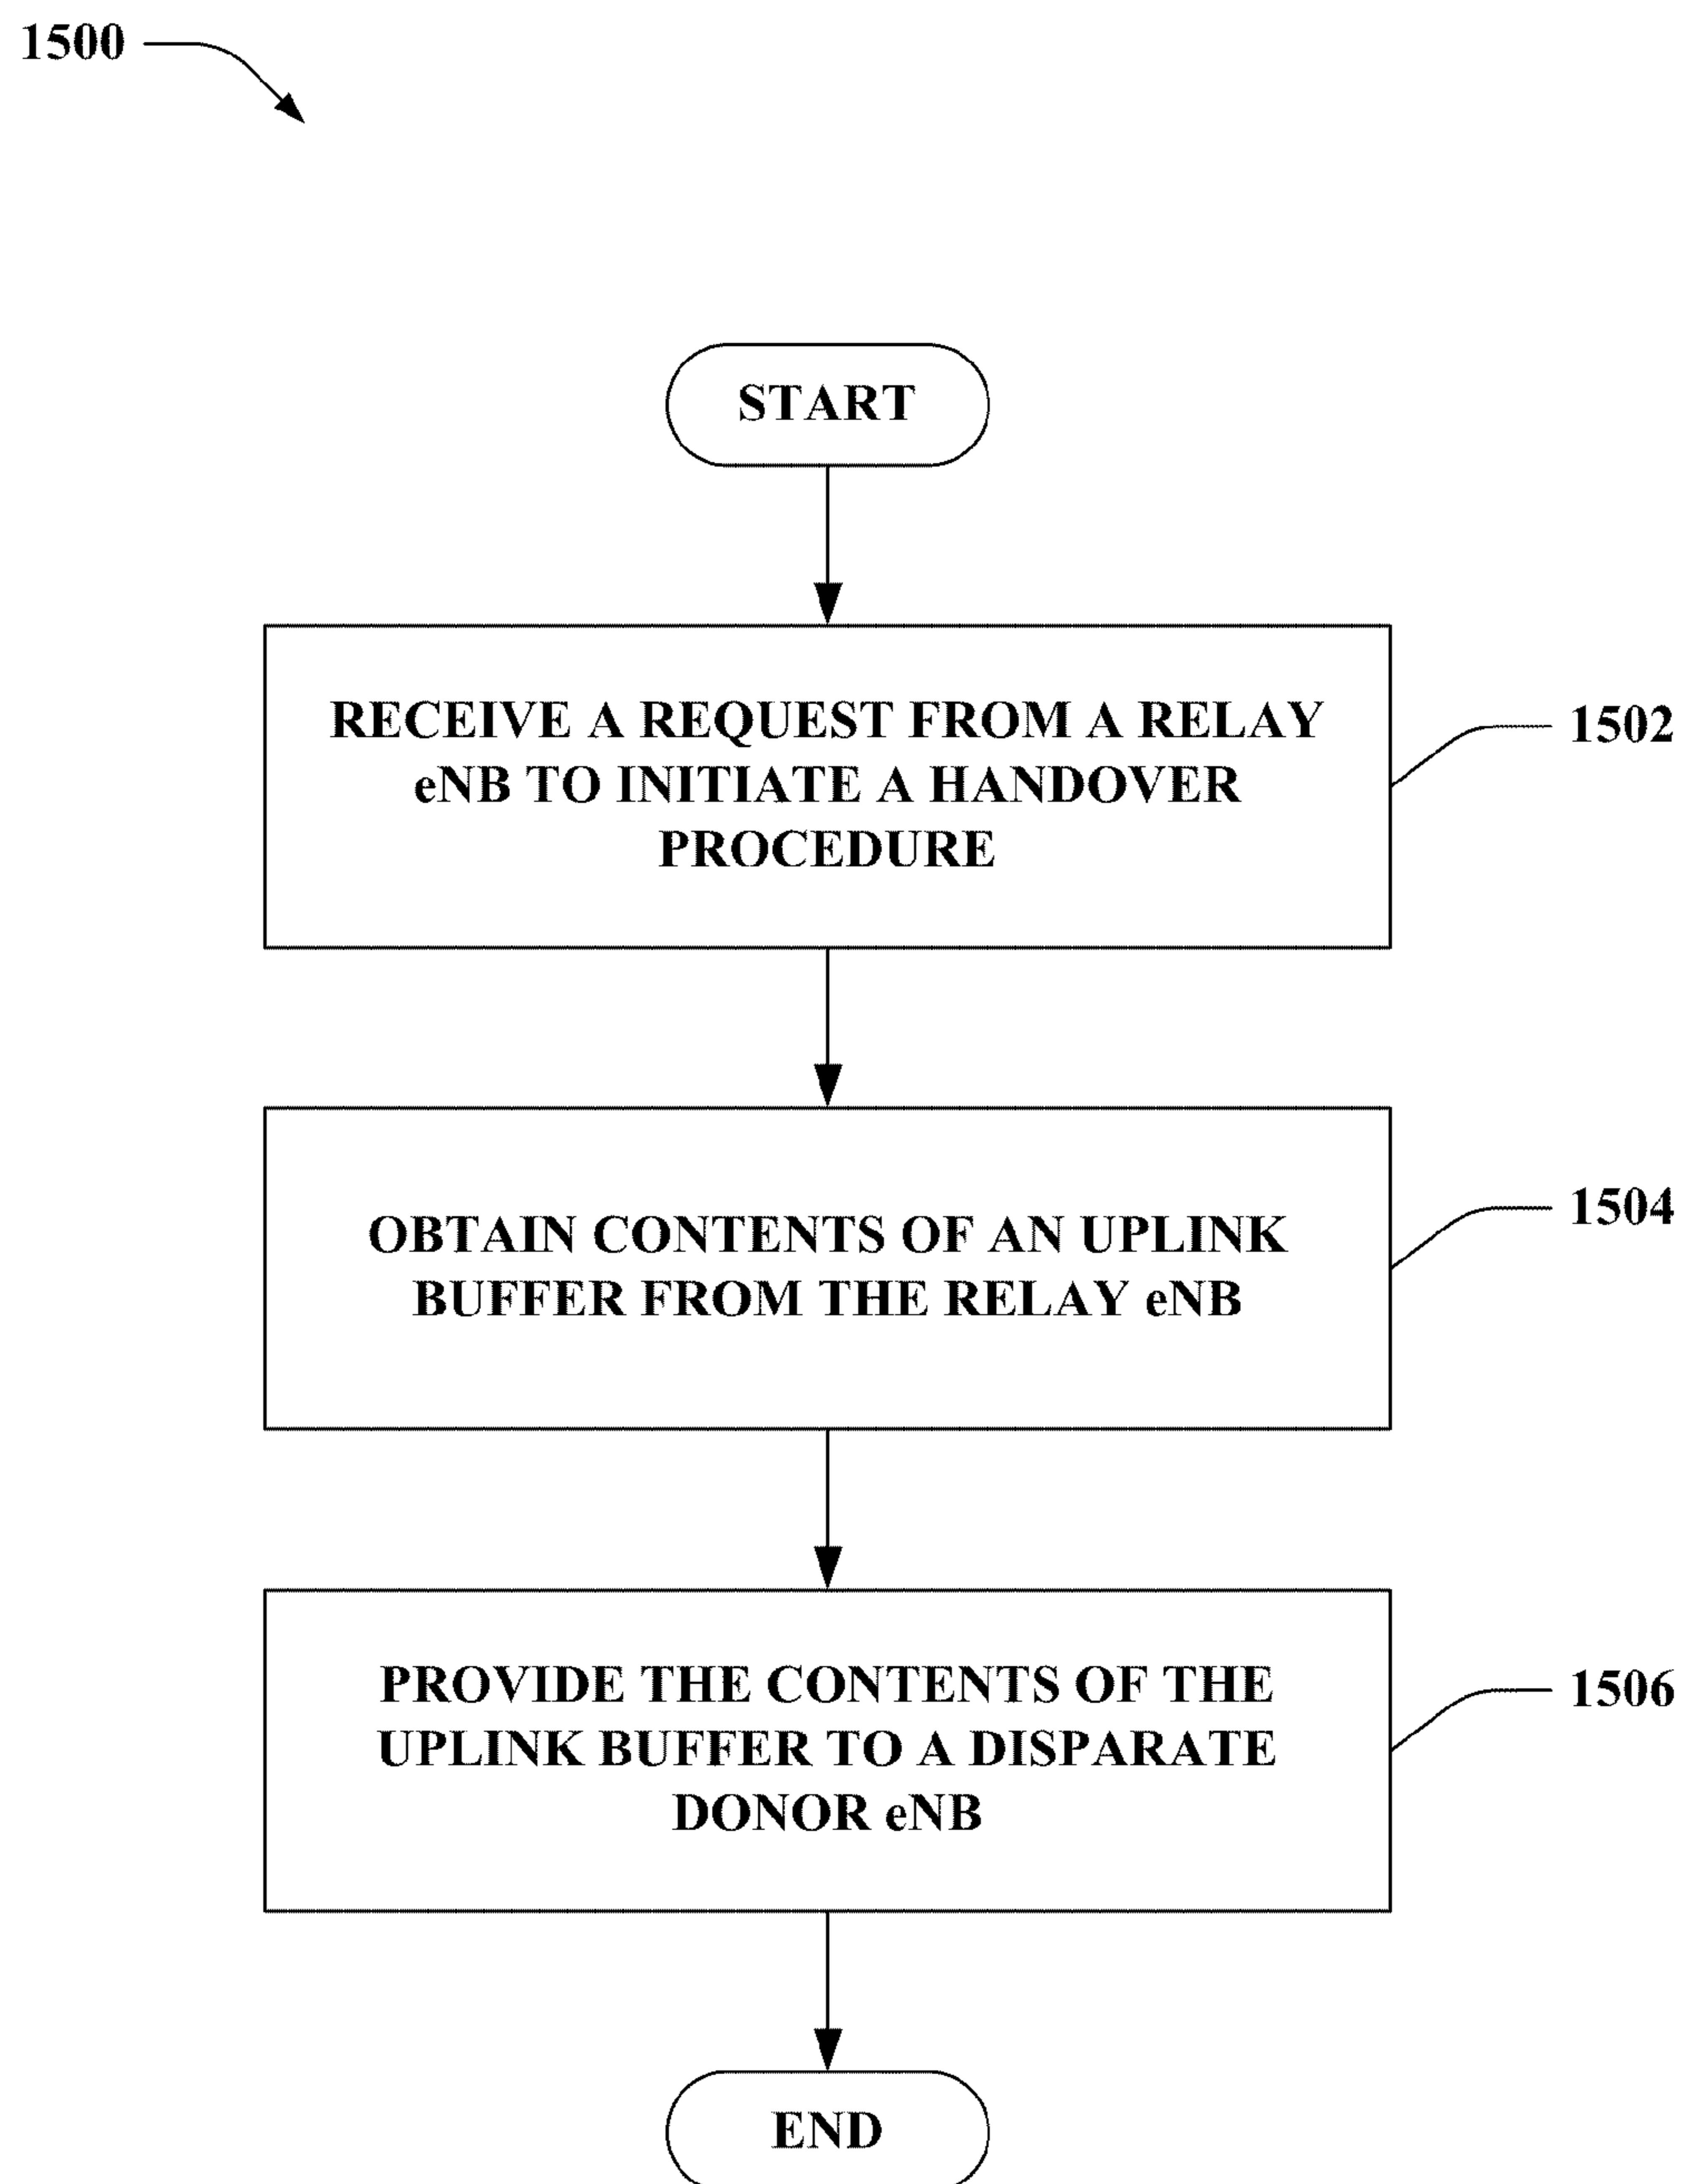 1500
START
RECEIVE A REQUEST FROM A RELAY
eNB TO INITIATE A HANDOVER
PROCEDURE
1502
OBTAIN CONTENTS OF AN UPLINK
BUFFER FROM THE RELAY eNB
1504
PROVIDE THE CONTENTS OF THE
UPLINK BUFFER TO A DISPARATE
DONOR eNB
1506
END